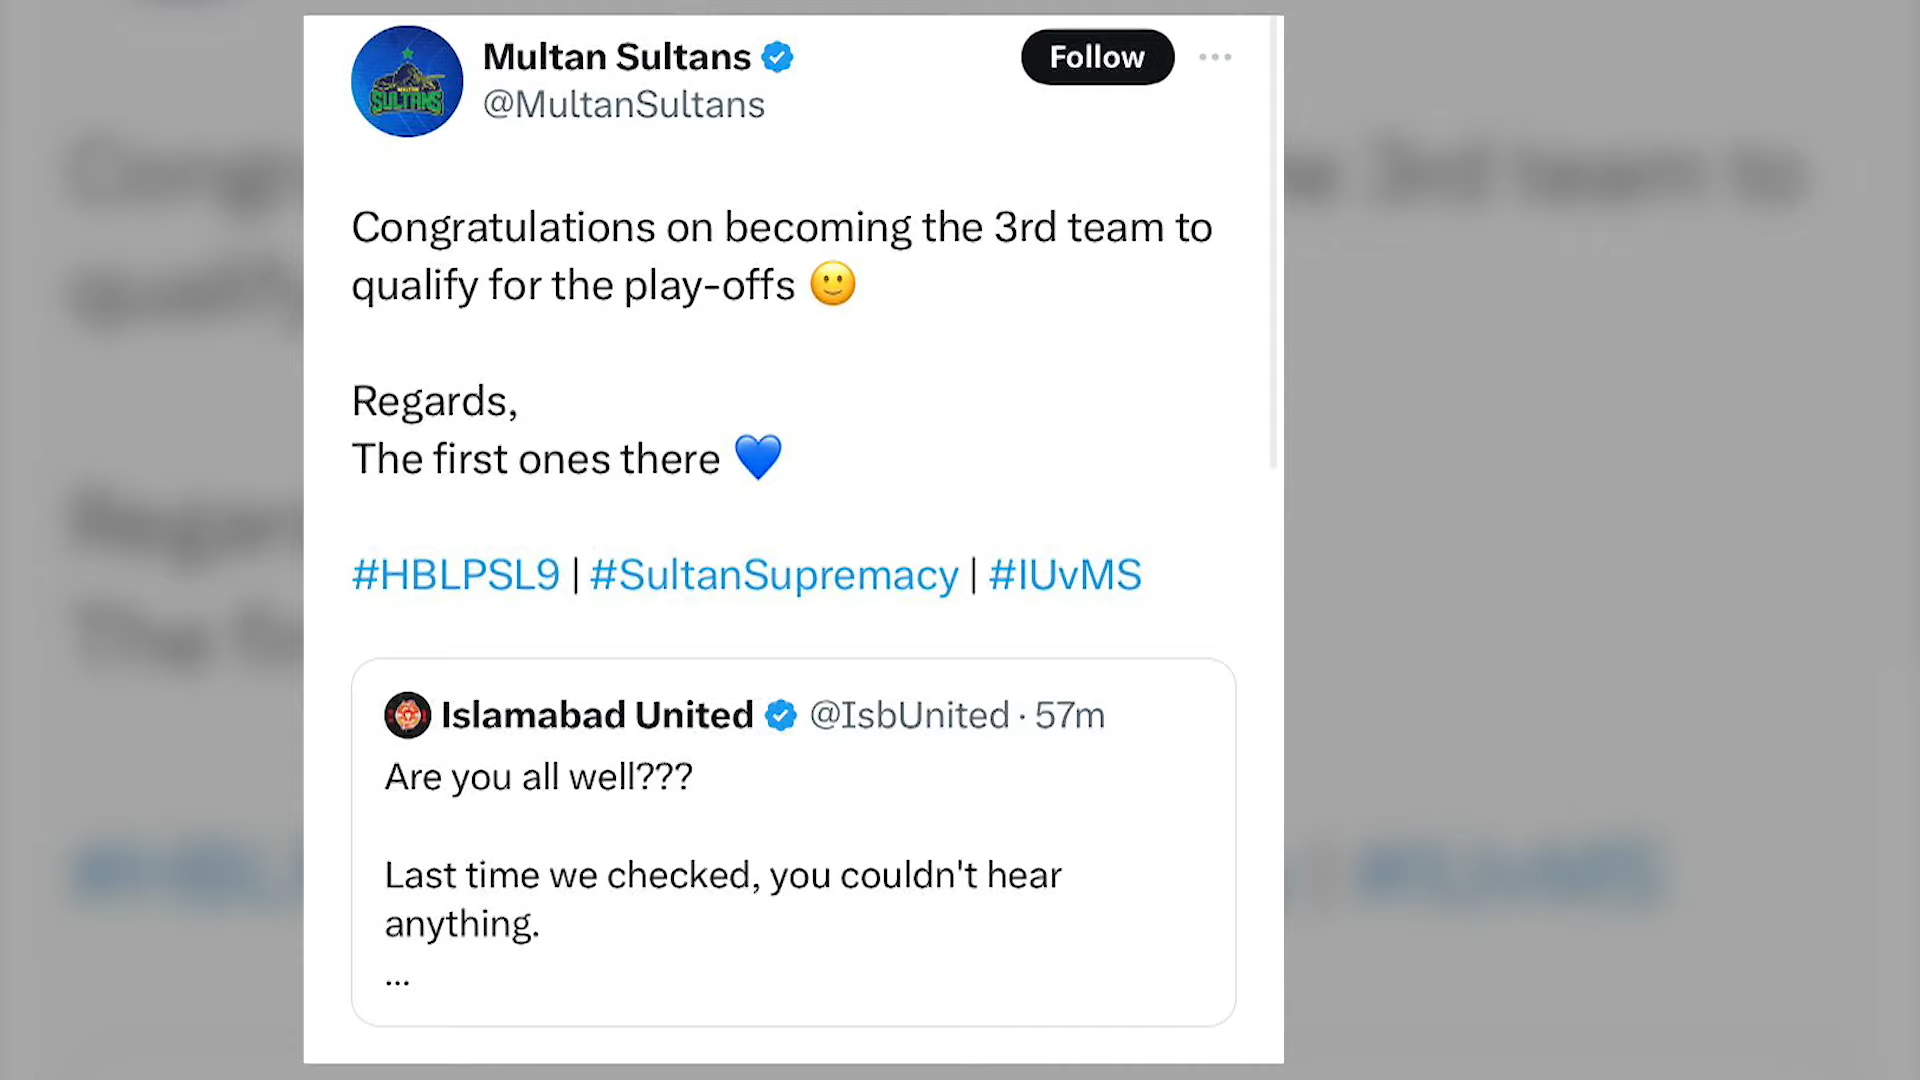 Multan Sultans
Follow
@MultanSultans
SULTANS
Congratulations on becoming the 3rd team to
qualify for the play-offs 🙂
Regards,
The first ones there 💙
#HBLPSL9 | #SultanSupremacy | #IUvMS
Islamabad United @IsbUnited · 57m
Are you all well???
Last time we checked, you couldn't hear
anything.
...